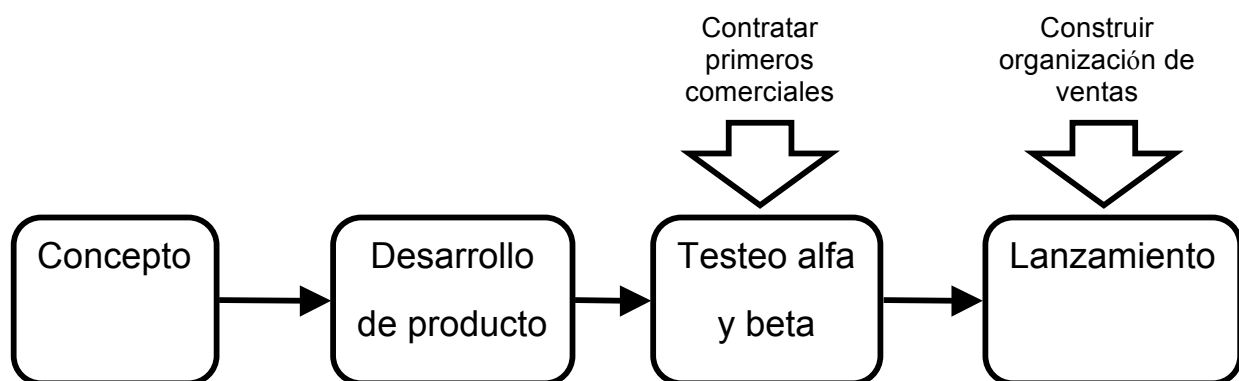 Contratar
primeros
comerciales
Construir
organización de
ventas
Concepto
Desarrollo
de producto
Testeo alfa
y beta
Lanzamiento